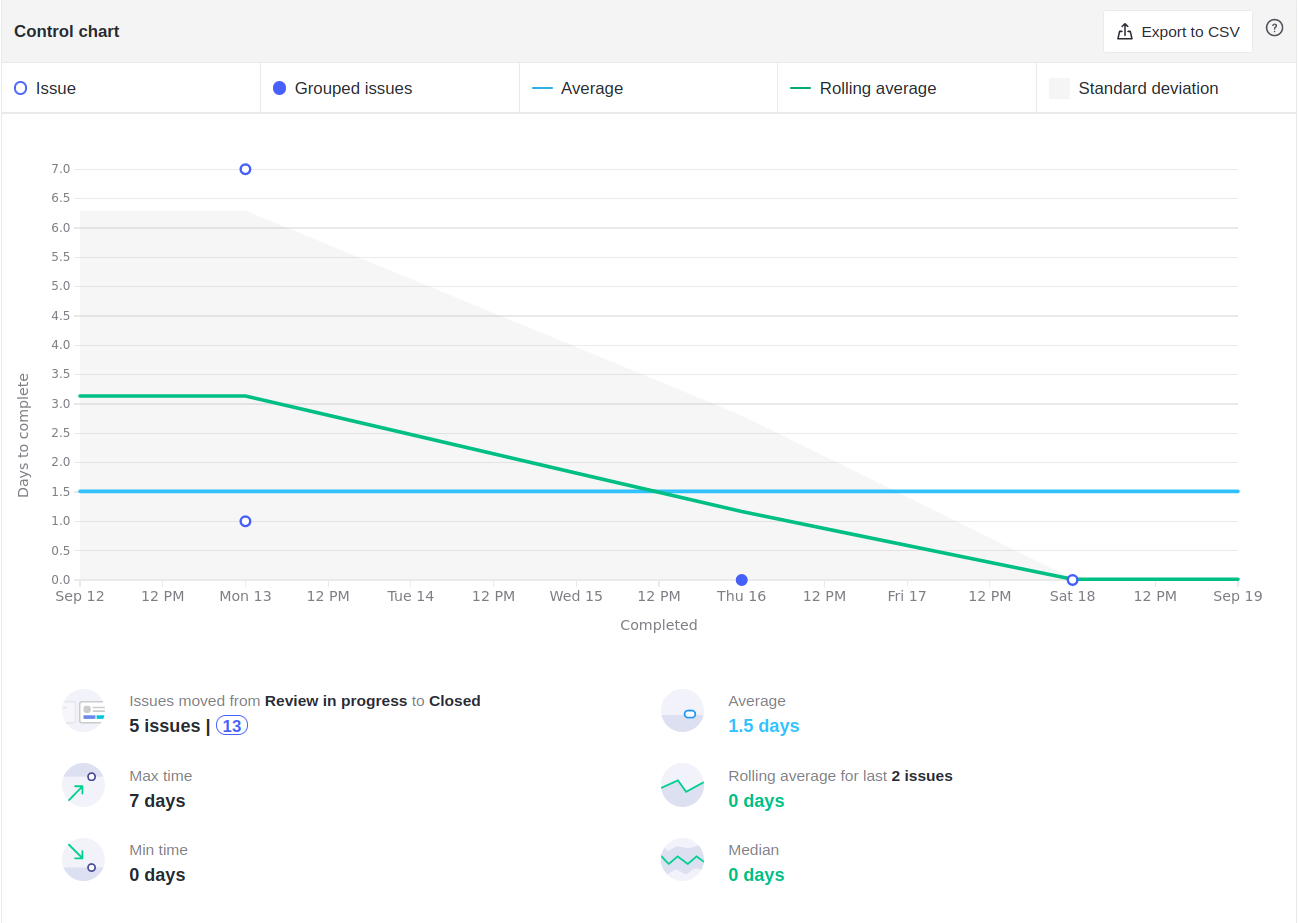 Control chart
Export to CSV
?
Issue
Grouped issues
Average
Rolling average
Standard deviation
7.0
6.5
6.0
5.5
5.0
4.5
4.0
3.5
3.0
2.5
2.0
1.5
1.0
0.5
0.0
Days to complete
Sep 12 12 PM Mon 13 12 PM Tue 14 12 PM Wed 15 12 PM Thu 16 12 PM Fri 17 12 PM Sat 18 12 PM Sep 19
Completed
Issues moved from Review in progress to Closed
5 issues | 13
Average
1.5 days
Max time
7 days
Rolling average for last 2 issues
0 days
Min time
0 days
Median
0 days